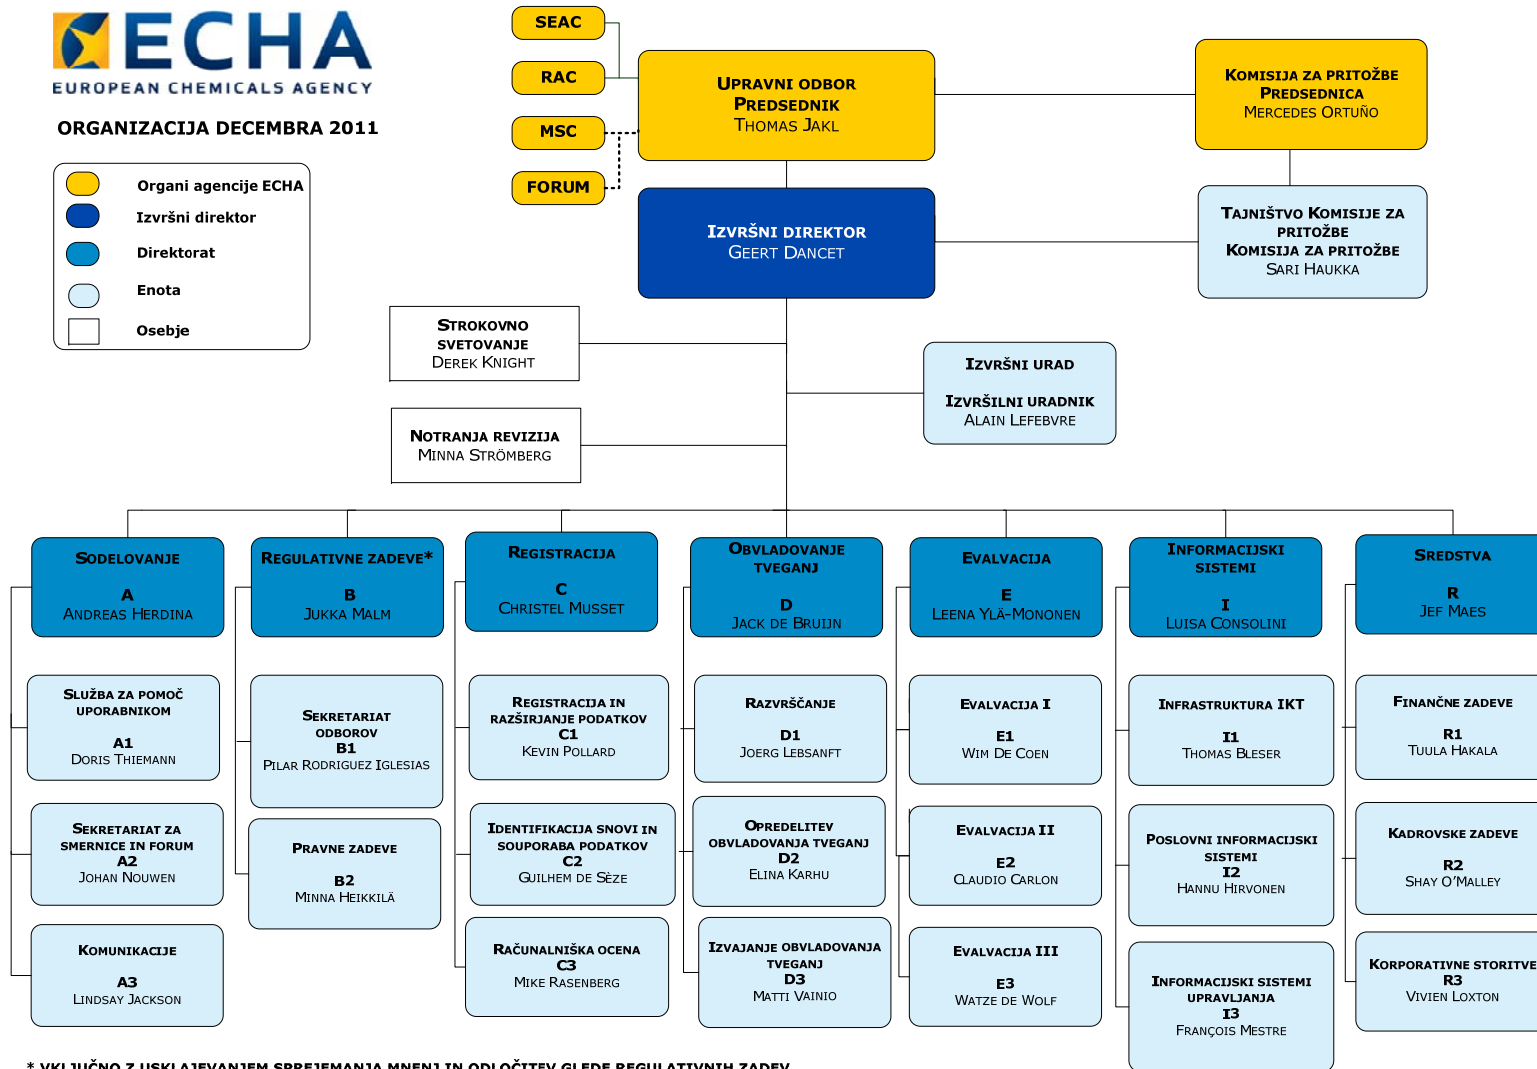 ECHA
EUROPEAN CHEMICALS AGENCY
ORGANIZACIJA DECEMBRA 2011
Organi agencije ECHA
Izvršni direktor
Direktorat
Enota
Osebje
SEAC
RAC
MSC
FORUM
UPRAVNI ODBOR
PREDSEDNIK
THOMAS JAKL
KOMISIJA ZA PRITOŽBE
PREDSEDNICA
MERCEDES ORTUÑO
IZVRŠNI DIREKTOR
GEERT DANCET
TAJNIŠTVO KOMISIJE ZA
PRITOŽBE
KOMISIJA ZA PRITOŽBE
SARI HAUKKA
STROKOVNO
SVETOVANJE
DEREK KNIGHT
IZVRŠNI URAD
IZVRŠILNI URADNIK
ALAIN LEFEBVRE
NOTRANJA REVIZIJA
MINNA STRÖMBERG
SODELOVANJE
A
ANDREAS HERDINA
REGULATIVNE ZADEVE*
B
JUKKA MALM
REGISTRACIJA
C
CHRISTEL MUSSET
OBVLADOVANJE
TVEGANJ
D
JACK DE BRUIJN
EVALVACIJA
E
LEENA YLÄ-MONONEN
INFORMACIJSKI
SISTEMI
I
LUISA CONSOLINI
SREDSTVA
R
JEF MAES
SLUŽBA ZA POMOČ
UPORABNIKOM
A1
DORIS THIEMANN
SEKRETARIAT
ODBOROV
B1
PILAR RODRIGUEZ IGLESIAS
REGISTRACIJA IN
RAZŠIRJANJE PODATKOV
C1
KEVIN POLLARD
RAZVRŠČANJE
D1
JOERG LEBSANFT
EVALVACIJA I
E1
WIM DE COEN
INFRASTRUKTURA IKT
I1
THOMAS BLESER
FINANČNE ZADEVE
R1
TUULA HAKALA
SEKRETARIAT ZA
SMERNICE IN FORUM
A2
JOHAN NOUWEN
PRAVNE ZADEVE
B2
MINNA HEIKKILÄ
IDENTIFIKACIJA SNOVI IN
SOUPORABA PODATKOV
C2
GUILHEM DE SÈZE
OPREDELITEV
OBVLADOVANJA TVEGANJ
D2
ELINA KARHU
EVALVACIJA II
E2
CLAUDIO CARLON
POSLOVNI INFORMACIJSKI
SISTEMI
I2
HANNU HIRVONEN
KADROVSKE ZADEVE
R2
SHAY O'MALLEY
KOMUNIKACIJE
A3
LINDSAY JACKSON
RAČUNALNIŠKA OCENA
C3
MIKE RASENBERG
IZVAJANJE OBVLADOVANJA
TVEGANJ
D3
MATTI VAINIO
EVALVACIJA III
E3
WATZE DE WOLF
INFORMACIJSKI SISTEMI
UPRAVLJANJA
I3
FRANÇOIS MESTRE
KORPORATIVNE STORITVE
R3
VIVIEN LOXTON
* VKLJUČNO Z USKLAJEVANJEM SPREJEMANJA MNENJ IN ODLOČITEV GLEDE REGULATIVNIH ZADEV